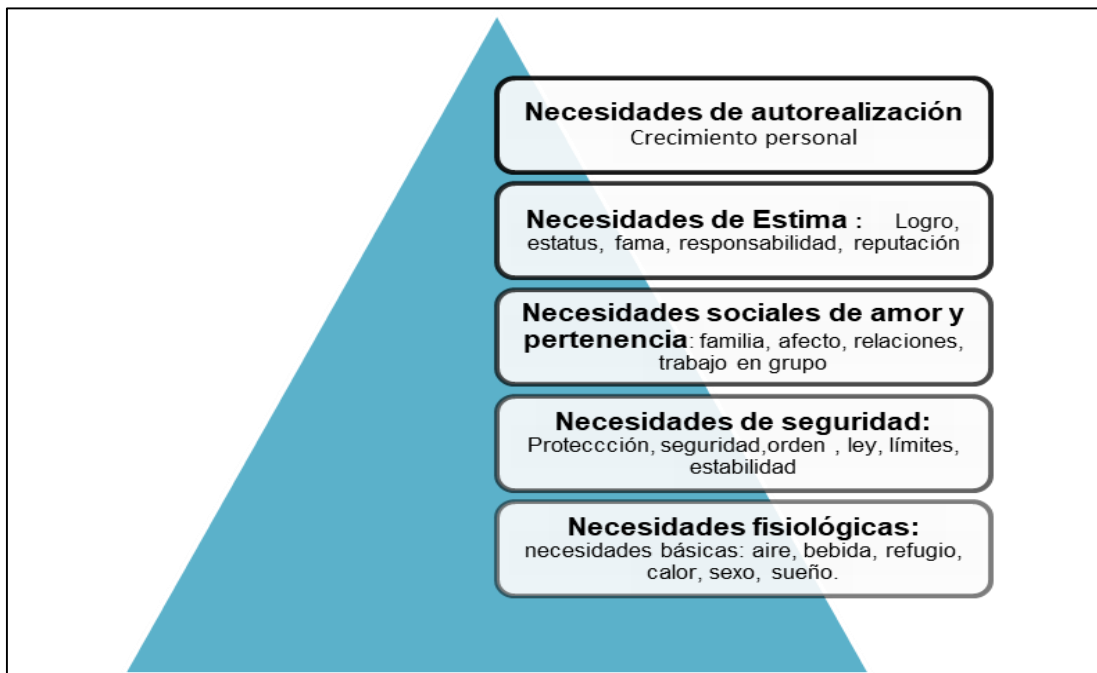 Necesidades de autorealización
Crecimiento personal
Necesidades de Estima : Logro,
estatus, fama, responsabilidad, reputación
Necesidades sociales de amor y
pertenencia: familia, afecto, relaciones,
trabajo en grupo
Necesidades de seguridad:
Proteccción, seguridad,orden , ley, límites,
estabilidad
Necesidades fisiológicas:
necesidades básicas: aire, bebida, refugio,
calor, sexo, sueño.